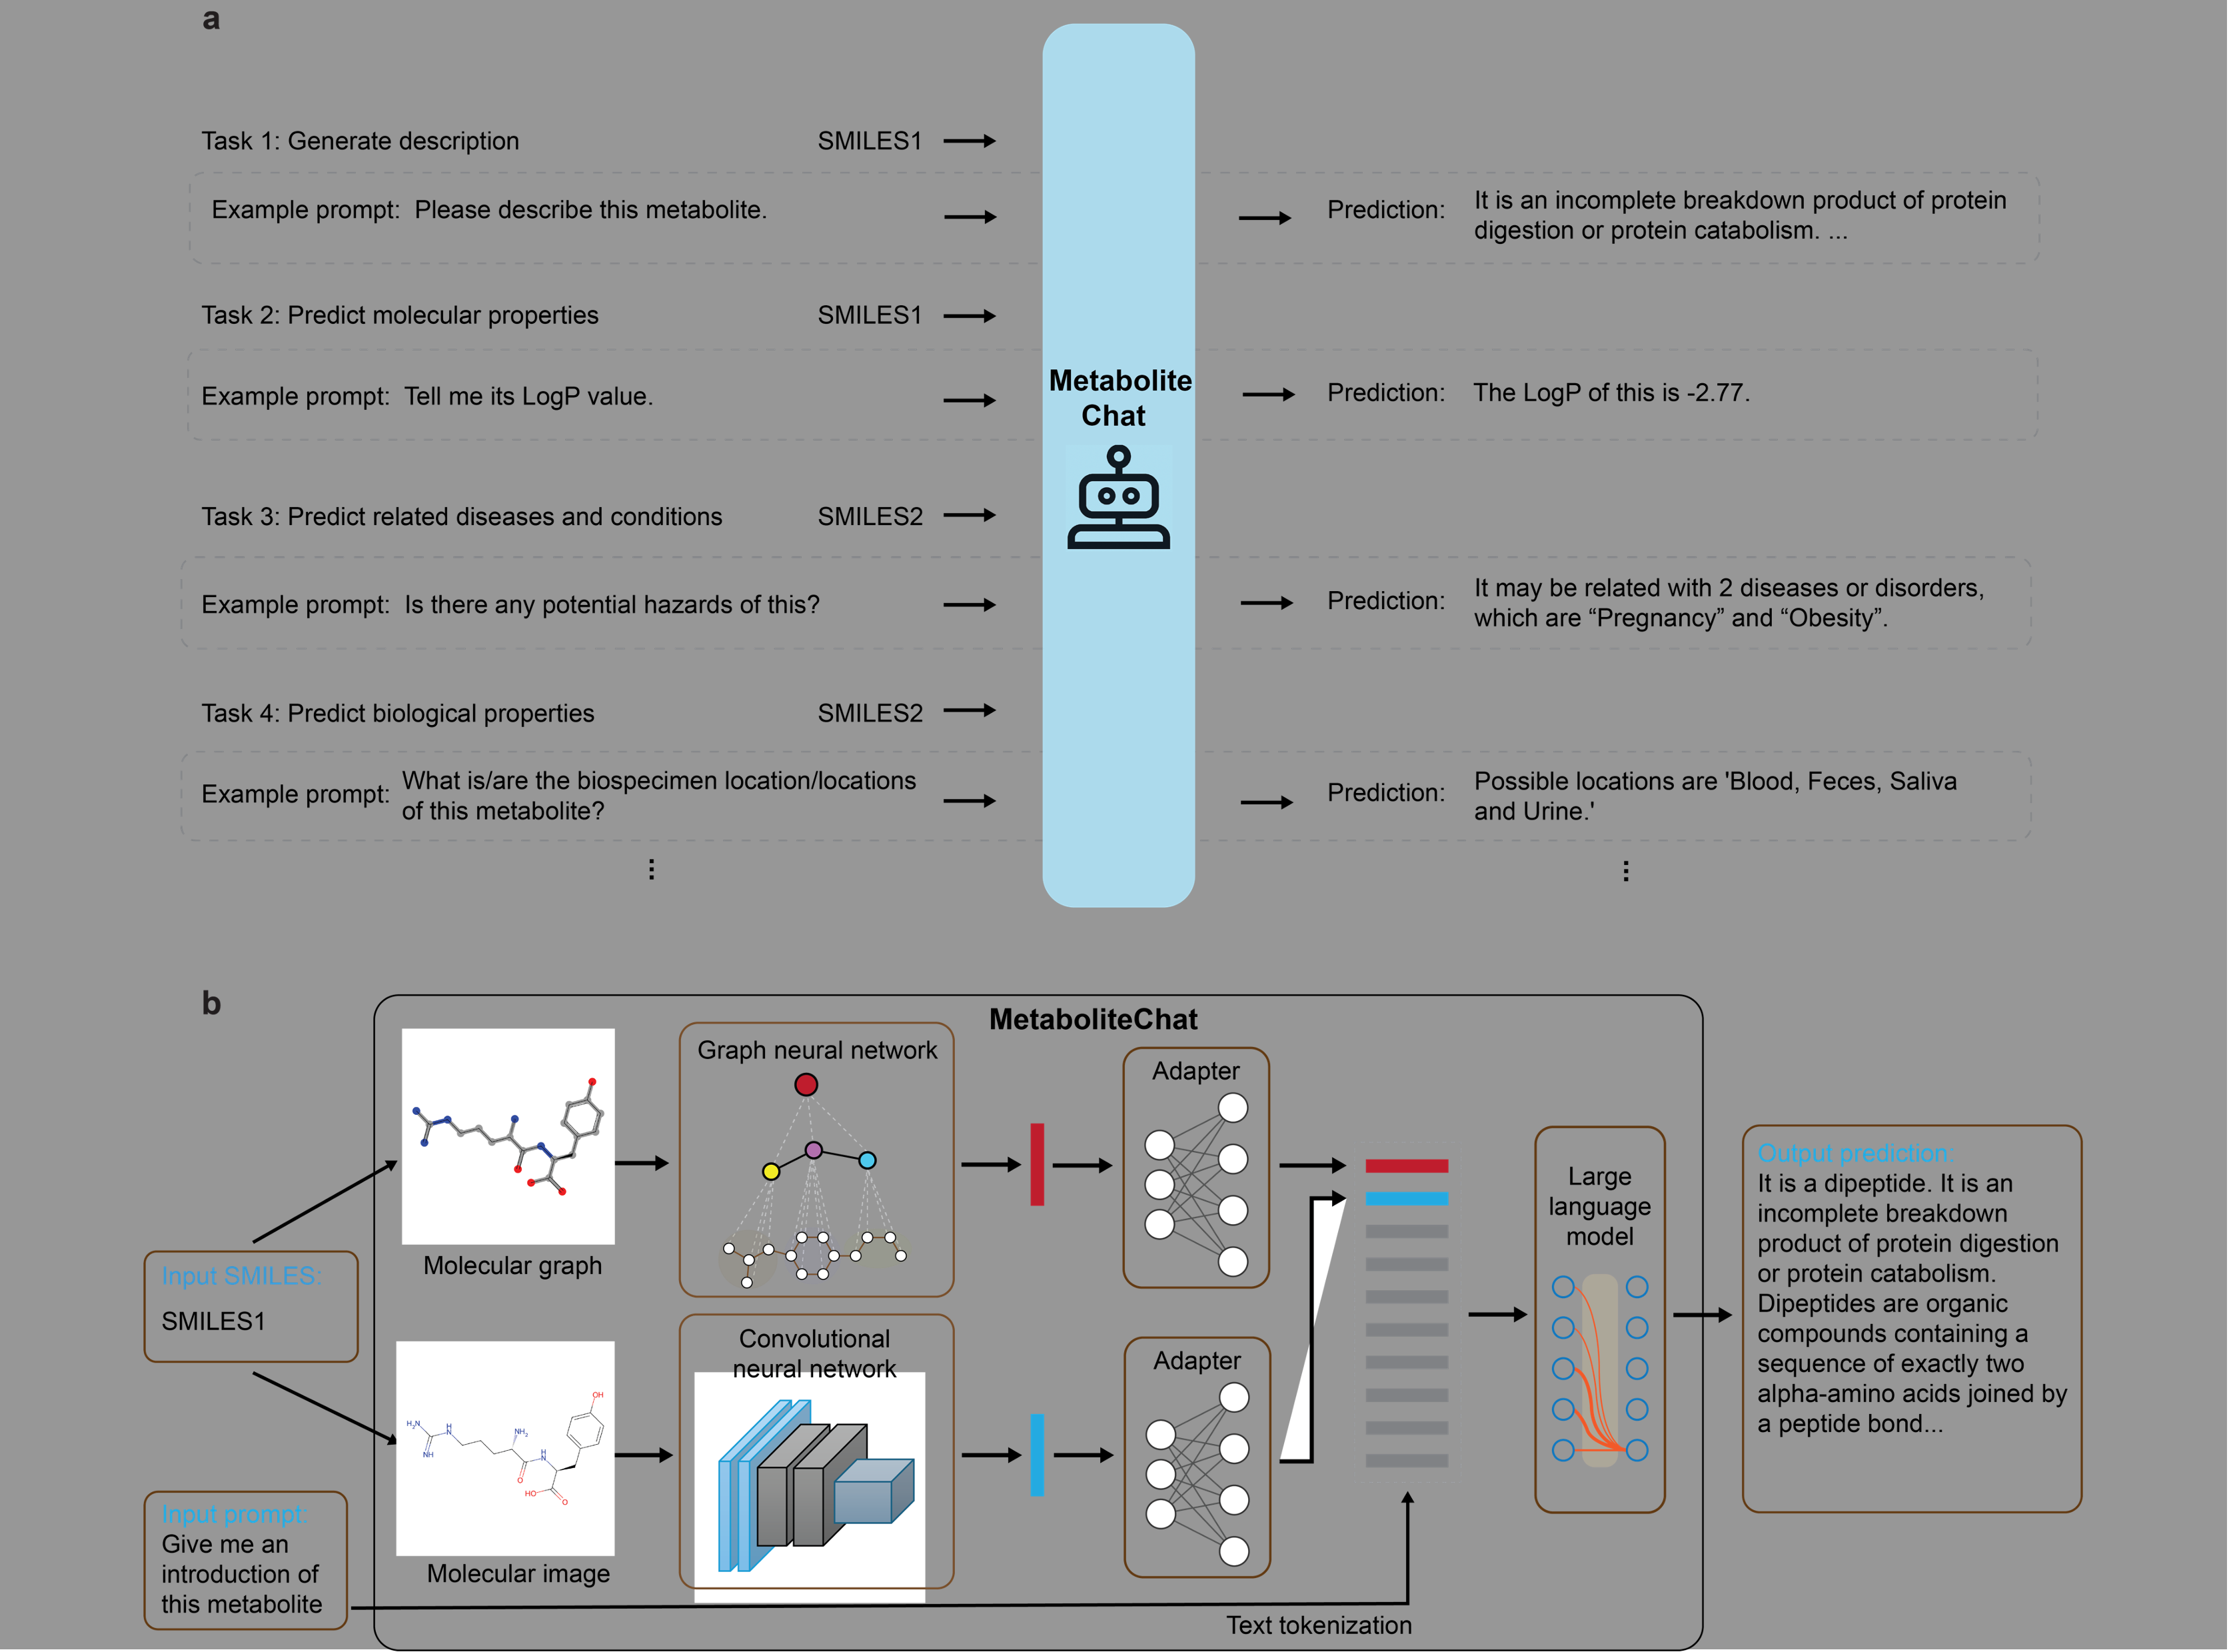 a
Task 1: Generate description
SMILES1
Example prompt: Please describe this metabolite.
Prediction:
It is an incomplete breakdown product of protein
digestion or protein catabolism. ...
Task 2: Predict molecular properties
SMILES1
Metabolite
Chat
Example prompt: Tell me its LogP value.
Prediction:
The LogP of this is -2.77.
Task 3: Predict related diseases and conditions
SMILES2
Example prompt: Is there any potential hazards of this?
Prediction:
It may be related with 2 diseases or disorders,
which are “Pregnancy” and “Obesity”.
Task 4: Predict biological properties
SMILES2
Example prompt:
What is/are the biospecimen location/locations
of this metabolite?
Prediction:
Possible locations are 'Blood, Feces, Saliva
and Urine.'
⋮
⋮
b
MetaboliteChat
Input SMILES:
SMILES1
Input prompt:
Give me an
introduction of
this metabolite
Molecular graph
Graph neural network
Adapter
OH
H₂N
H
N
NH
NH₂
H
N
O
HO
O
Molecular image
Convolutional
neural network
Adapter
Text tokenization
Large
language
model
Output prediction:
It is a dipeptide. It is an
incomplete breakdown
product of protein digestion
or protein catabolism.
Dipeptides are organic
compounds containing a
sequence of exactly two
alpha-amino acids joined by
a peptide bond...